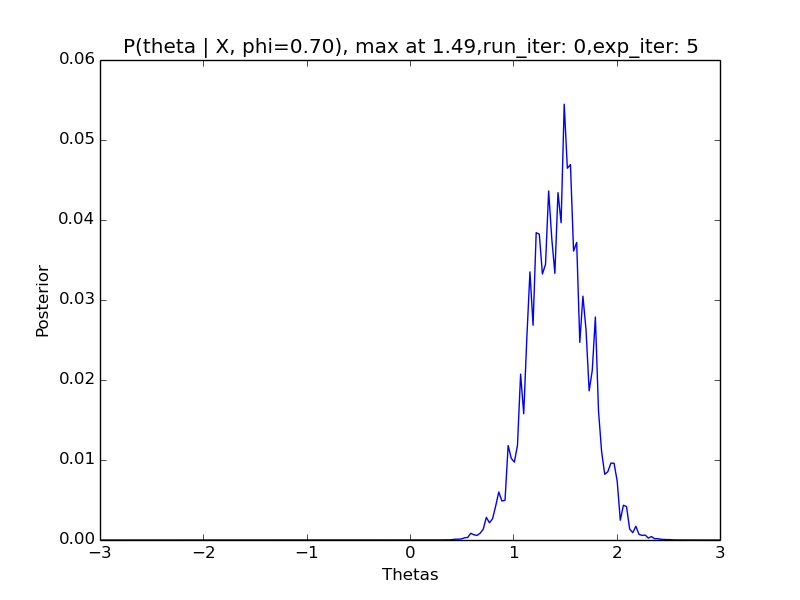 P(theta | X, phi=0.70), max at 1.49,run_iter: 0,exp_iter: 5
0.06
0.05
0.04
0.03
0.02
0.01
0.00
Posterior
−3 −2 −1 0 1 2 3
Thetas